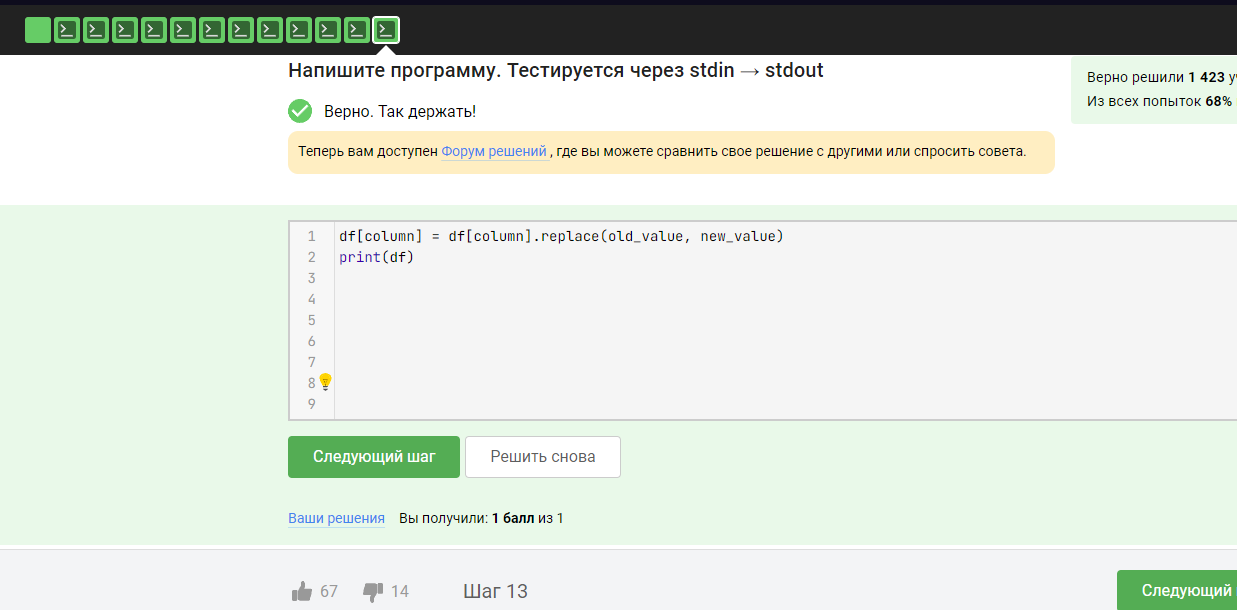 Напишите программу. Тестируется через stdin → stdout
Верно решили 1 423
Из всех попыток 68%
Верно. Так держать!
Теперь вам доступен Форум решений , где вы можете сравнить свое решение с другими или спросить совета.
1 df[column] = df[column].replace(old_value, new_value)
2 print(df)
3
4
5
6
7
8
9
Следующий шаг Решить снова
Ваши решения Вы получили: 1 балл из 1
67 14 Шаг 13 Следующий